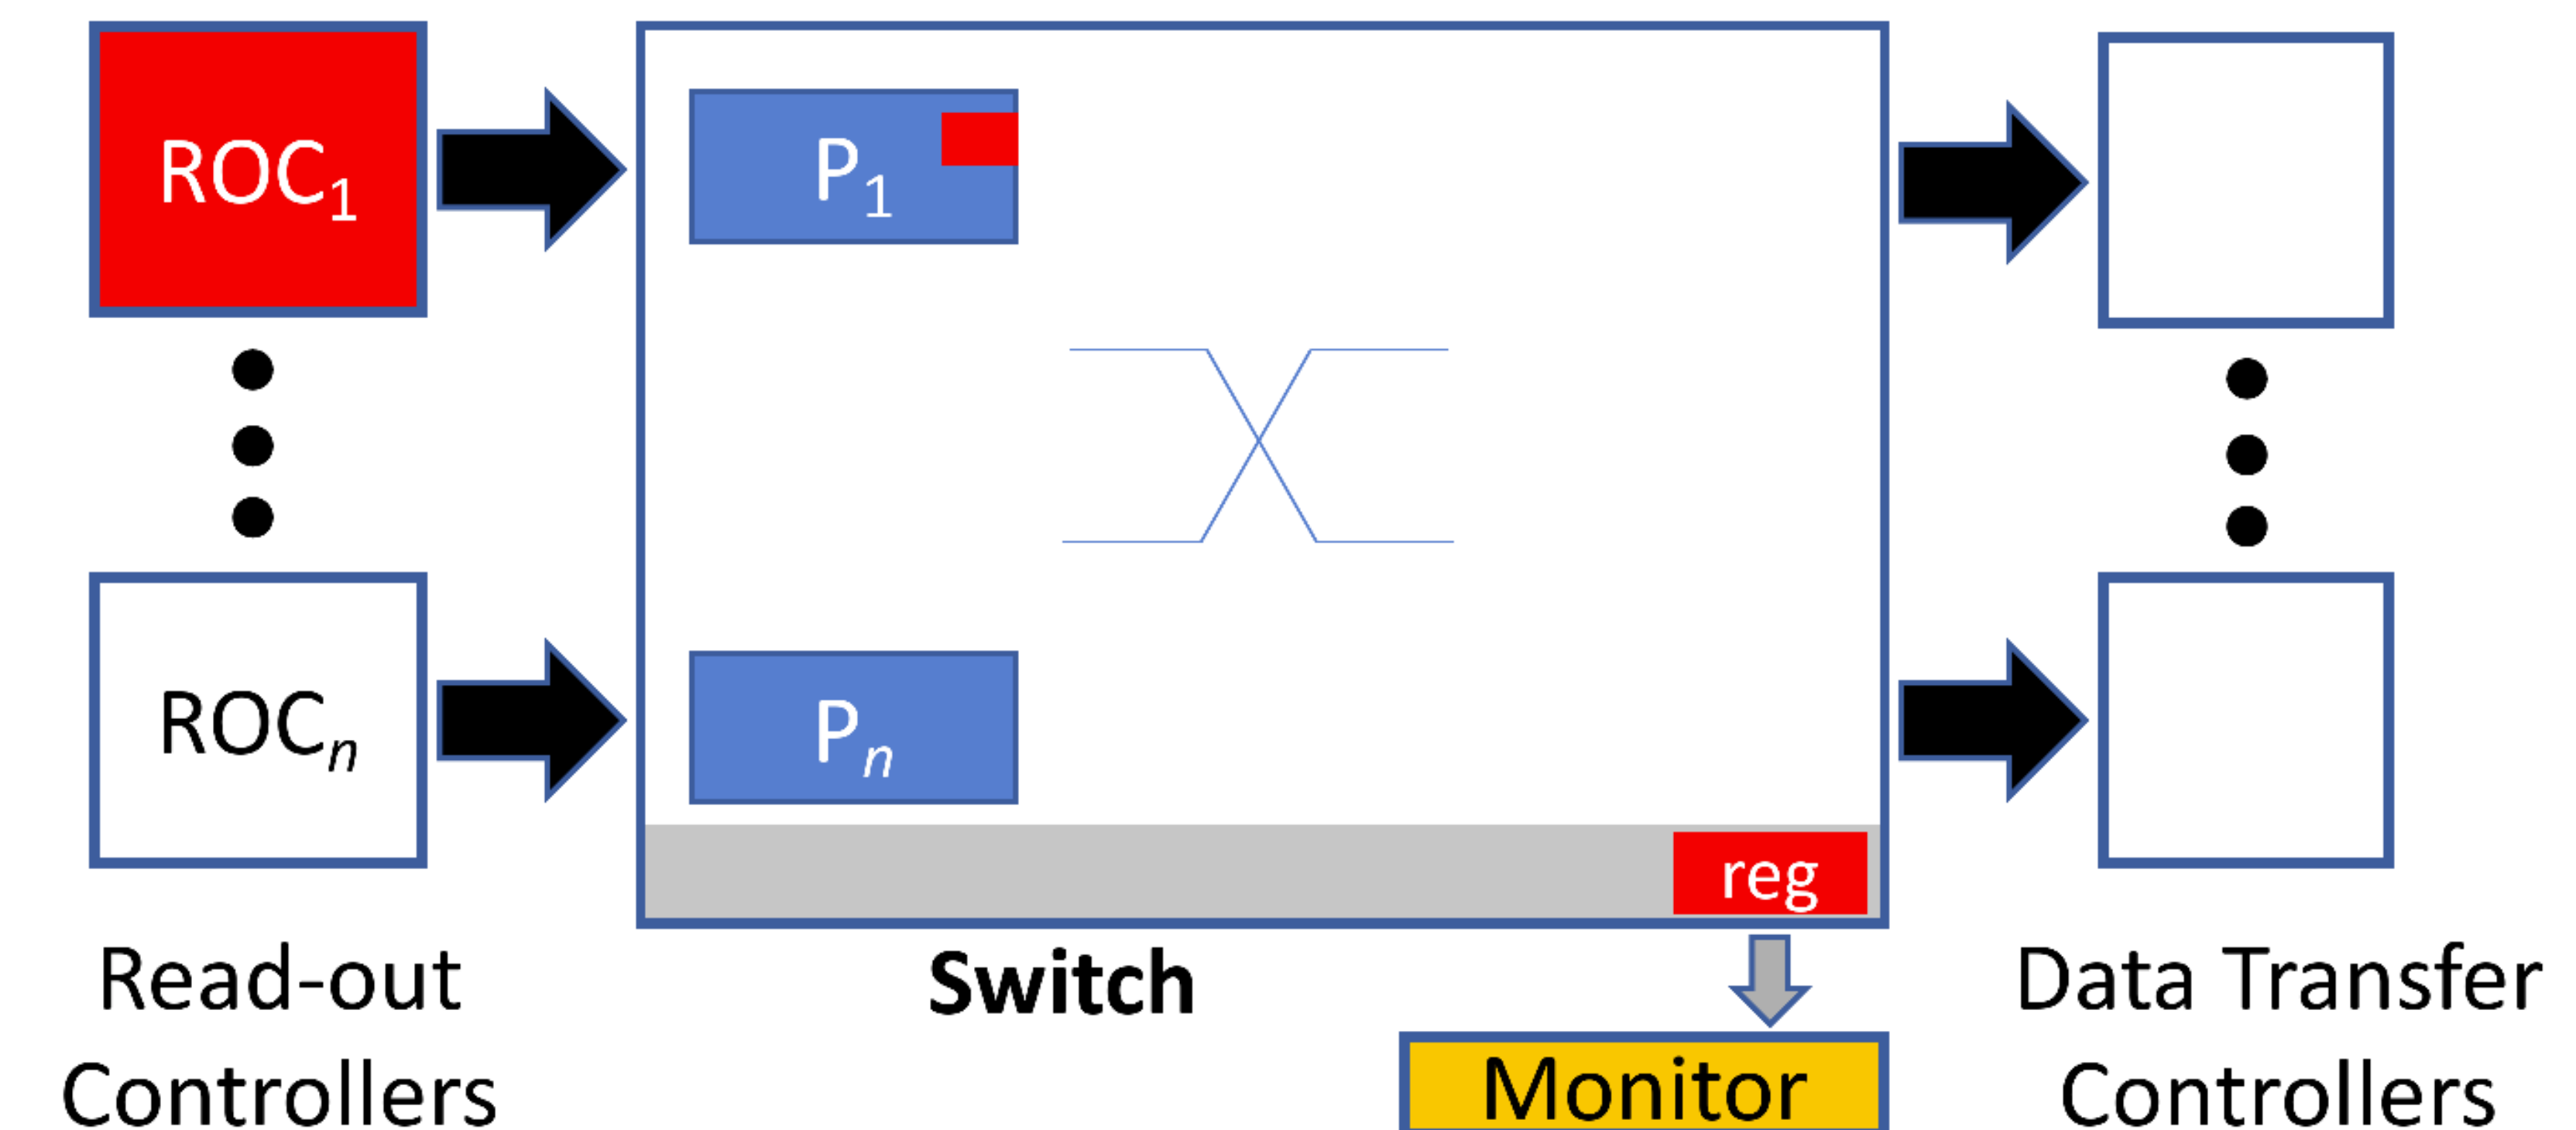 ROC₁
P₁
ROCₙ
Pₙ
reg
Read-out
Controllers
Switch
Monitor
Data Transfer
Controllers